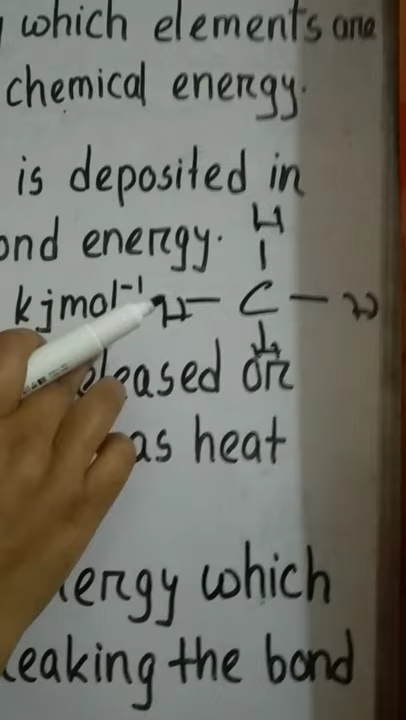 which elements are
chemical energy.
is deposited in
ond energy.
H
kjmol⁻¹ H – C – H
H
eased or
as heat
ergy which
eaking the bond